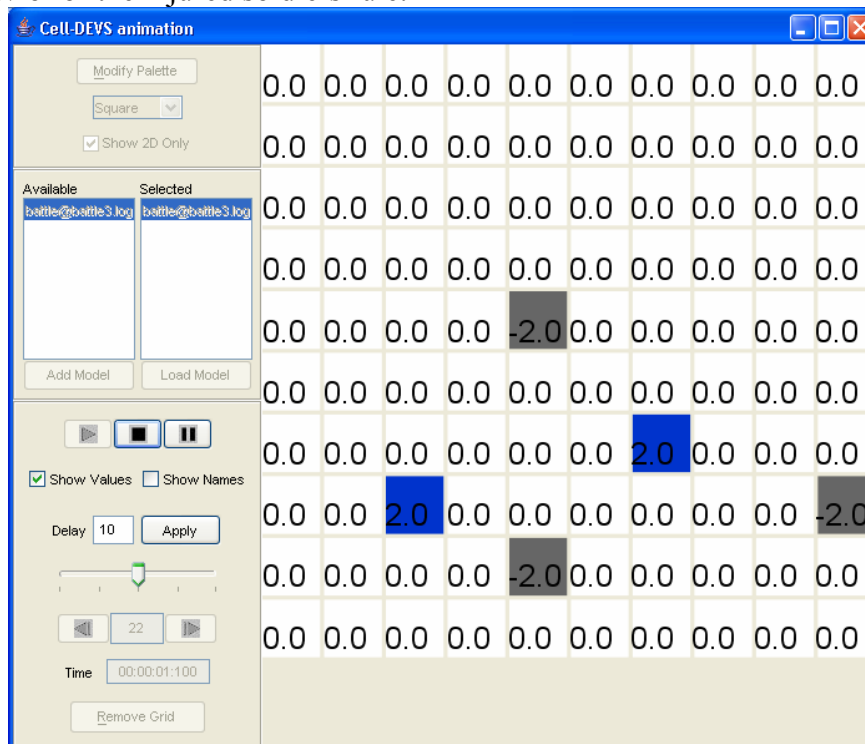 Cell-DEVS animation
Modify Palette
Square
Show 2D Only
Available Selected
battle@battle3.log battle@battle3.log
Add Model Load Model
Show Values Show Names
Delay 10 Apply
22
Time 00:00:01:100
Remove Grid
0.0 0.0 0.0 0.0 0.0 0.0 0.0 0.0 0.0 0.0
0.0 0.0 0.0 0.0 0.0 0.0 0.0 0.0 0.0 0.0
0.0 0.0 0.0 0.0 0.0 0.0 0.0 0.0 0.0 0.0
0.0 0.0 0.0 0.0 0.0 0.0 0.0 0.0 0.0 0.0
0.0 0.0 0.0 0.0 -2.0 0.0 0.0 0.0 0.0 0.0
0.0 0.0 0.0 0.0 0.0 0.0 0.0 0.0 0.0 0.0
0.0 0.0 0.0 0.0 0.0 0.0 2.0 0.0 0.0 0.0
0.0 0.0 2.0 0.0 0.0 0.0 0.0 0.0 0.0 -2.0
0.0 0.0 0.0 0.0 -2.0 0.0 0.0 0.0 0.0 0.0
0.0 0.0 0.0 0.0 0.0 0.0 0.0 0.0 0.0 0.0